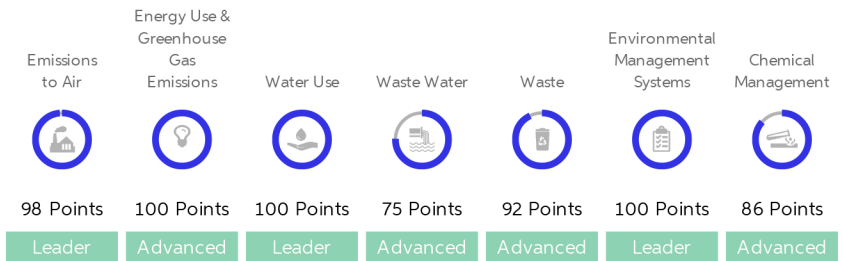 Emissions
to Air
Energy Use &
Greenhouse
Gas
Emissions
Water Use
Waste Water
Waste
Environmental
Management
Systems
Chemical
Management
98 Points
100 Points
100 Points
75 Points
92 Points
100 Points
86 Points
Leader
Advanced
Leader
Advanced
Advanced
Leader
Advanced